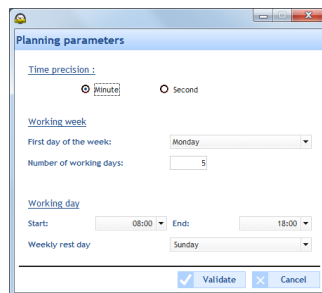 Planning parameters
Time precision :
Minute Second
Working week
First day of the week: Monday
Number of working days: 5
Working day
Start: 08:00 End: 18:00
Weekly rest day Sunday
Validate Cancel